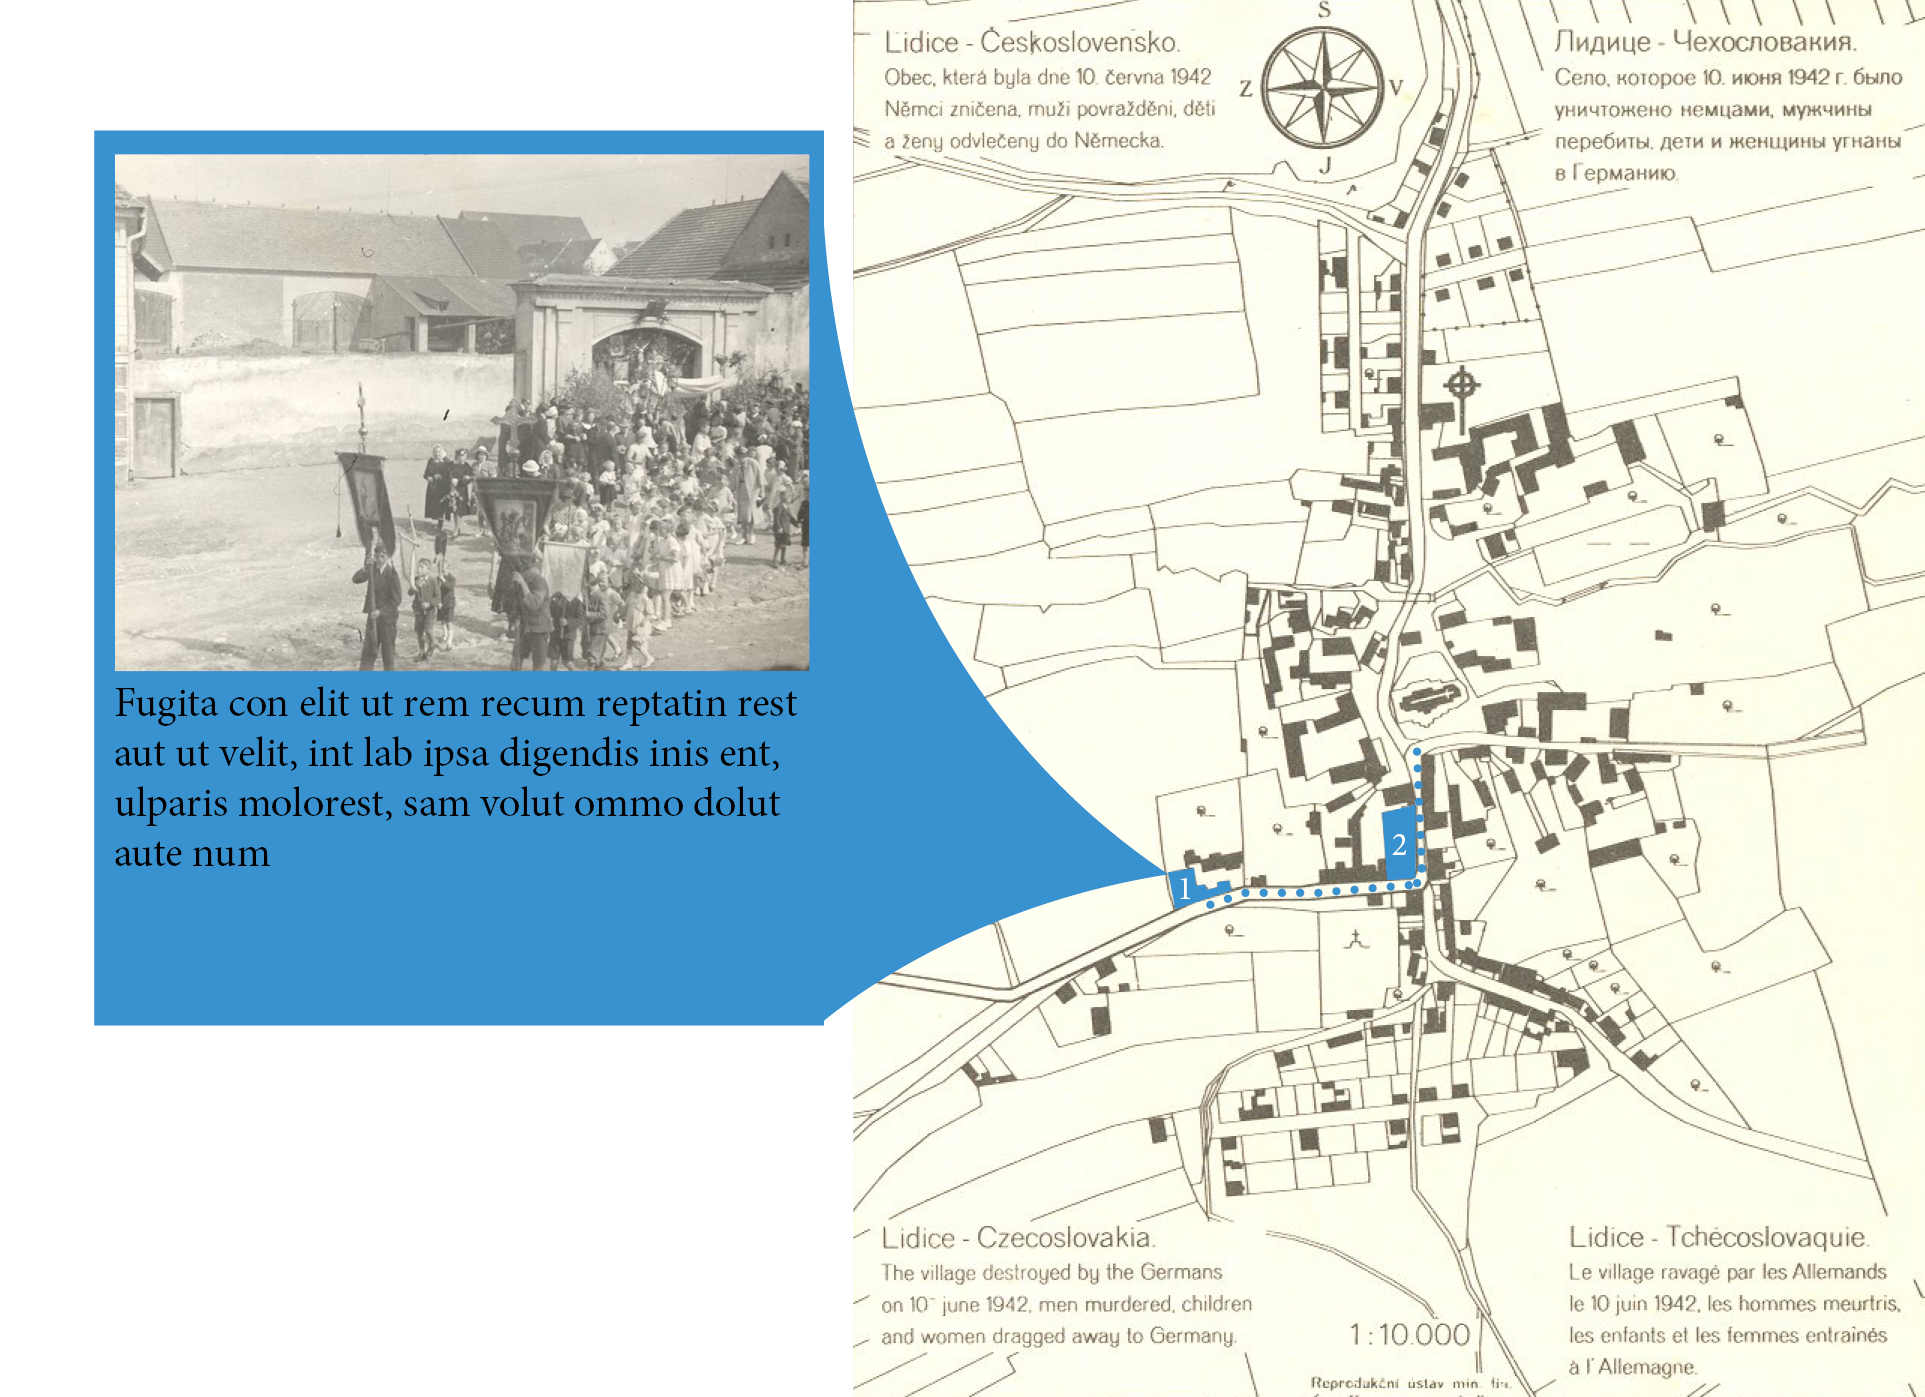 Fugita con elit ut rem recum reptatin rest
aut ut velit, int lab ipsa digendis inis ent,
ulparis molorest, sam volut ommo dolut
aute num
Lidice - Československo.
Obec, která byla dne 10. června 1942
Němci zničena, muži povražděni, děti
a ženy odvlečeny do Německa.
S
Z
V
J
Лидице - Чехословакия.
Село, которое 10. июня 1942 г. было
уничтожено немцами, мужчины
перебиты, дети и женщины угнаны
в Германию.
1
2
Lidice - Czecoslovakia.
The village destroyed by the Germans
on 10 june 1942, men murdered, children
and women dragged away to Germany.
1:10.000
Reprodukční ústav min. fin.
Lidice - Tchécoslovaquie.
Le village ravagé par les Allemands
le 10 juin 1942, les hommes meurtris,
les enfants et les femmes entraînés
à l'Allemagne.